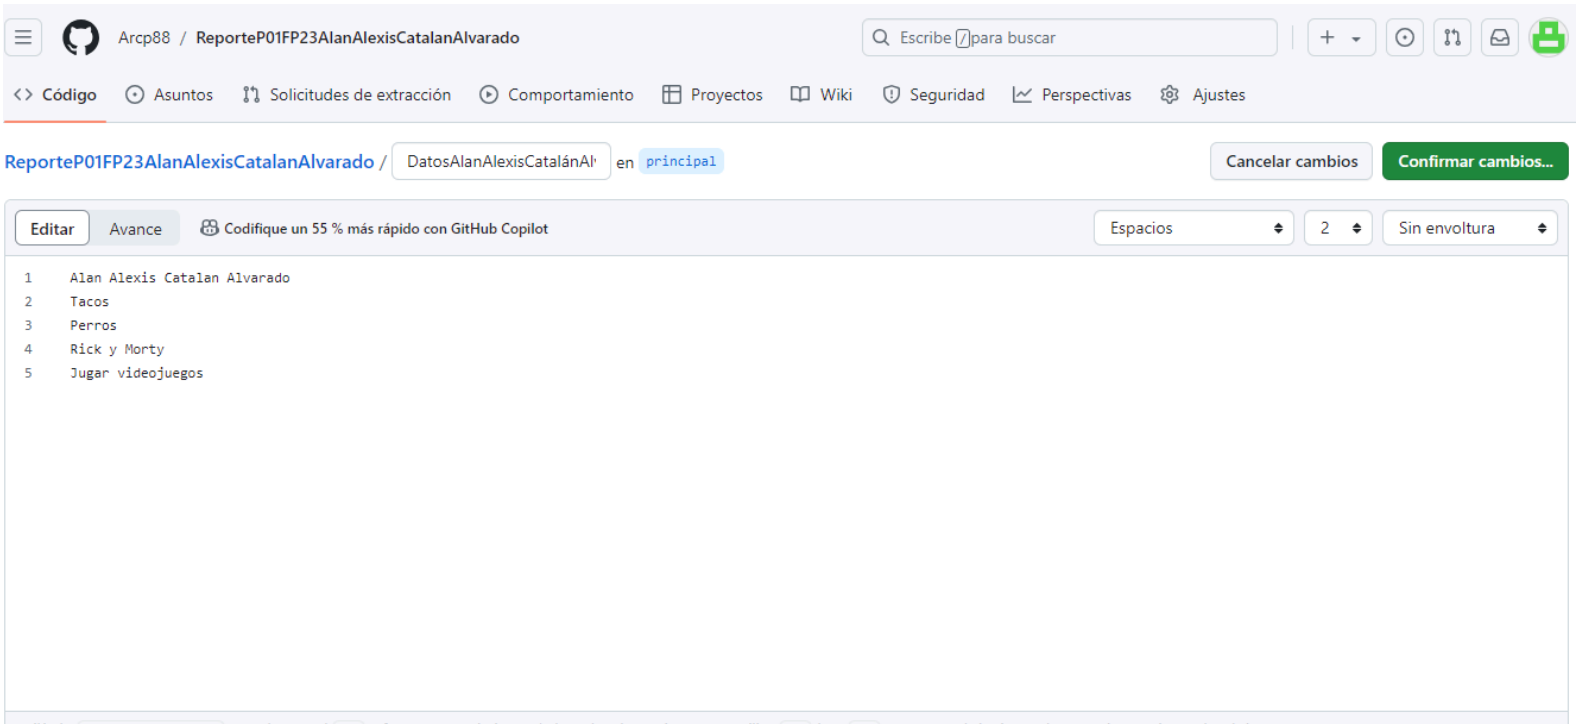 Arcp88 / ReporteP01FP23AlanAlexisCatalanAlvarado
Escribe / para buscar
<> Código Asuntos Solicitudes de extracción Comportamiento Proyectos Wiki Seguridad Perspectivas Ajustes
ReporteP01FP23AlanAlexisCatalanAlvarado / DatosAlanAlexisCatalánAl en principal Cancelar cambios Confirmar cambios...
Editar Avance Codifique un 55 % más rápido con GitHub Copilot Espacios 2 Sin envoltura
1 Alan Alexis Catalan Alvarado
2 Tacos
3 Perros
4 Rick y Morty
5 Jugar videojuegos